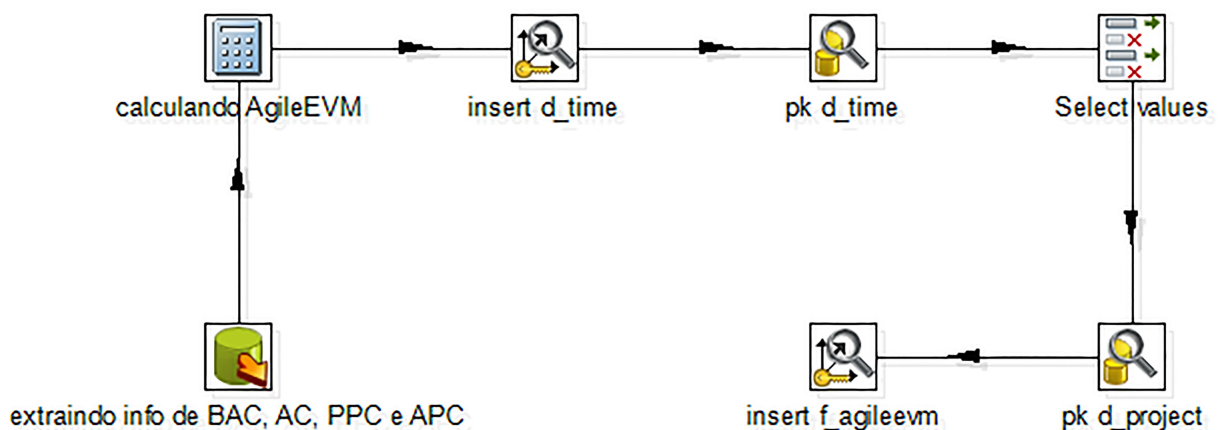 calculando AgileEVM
insert d_time
pk d_time
Select values
extraindo info de BAC, AC, PPC e APC
insert f_agileevm
pk d_project